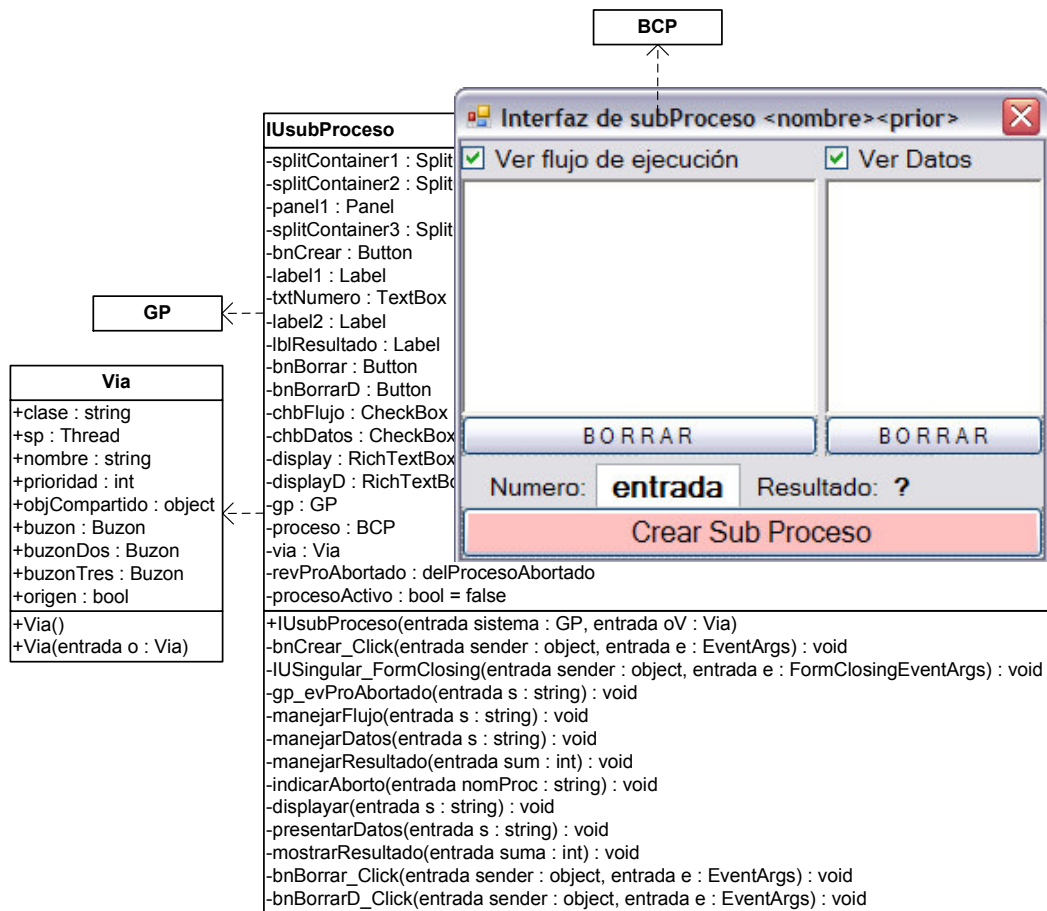 BCP
IUsubProceso
-splitContainer1 : Split
-splitContainer2 : Split
-panel1 : Panel
-splitContainer3 : Split
-bnCrear : Button
-label1 : Label
-txtNumero : TextBox
-label2 : Label
-lblResultado : Label
-bnBorrar : Button
-bnBorrarD : Button
-chbFlujo : CheckBox
-chbDatos : CheckBox
-display : RichTextBox
-displayD : RichTextBo
-gp : GP
-proceso : BCP
-via : Via
-revProAbortado : delProcesoAbortado
-procesoActivo : bool = false
+IUsubProceso(entrada sistema : GP, entrada oV : Via)
-bnCrear_Click(entrada sender : object, entrada e : EventArgs) : void
-IUSingular_FormClosing(entrada sender : object, entrada e : FormClosingEventArgs) : void
-gp_evProAbortado(entrada s : string) : void
-manejarFlujo(entrada s : string) : void
-manejarDatos(entrada s : string) : void
-manejarResultado(entrada sum : int) : void
-indicarAborto(entrada nomProc : string) : void
-displayar(entrada s : string) : void
-presentarDatos(entrada s : string) : void
-mostrarResultado(entrada suma : int) : void
-bnBorrar_Click(entrada sender : object, entrada e : EventArgs) : void
-bnBorrarD_Click(entrada sender : object, entrada e : EventArgs) : void
Interfaz de subProceso <nombre><prior>
Ver flujo de ejecución
Ver Datos
BORRAR
BORRAR
Numero: entrada Resultado: ?
Crear Sub Proceso
GP
Via
+clase : string
+sp : Thread
+nombre : string
+prioridad : int
+objCompartido : object
+buzon : Buzon
+buzonDos : Buzon
+buzonTres : Buzon
+origen : bool
+Via()
+Via(entrada o : Via)